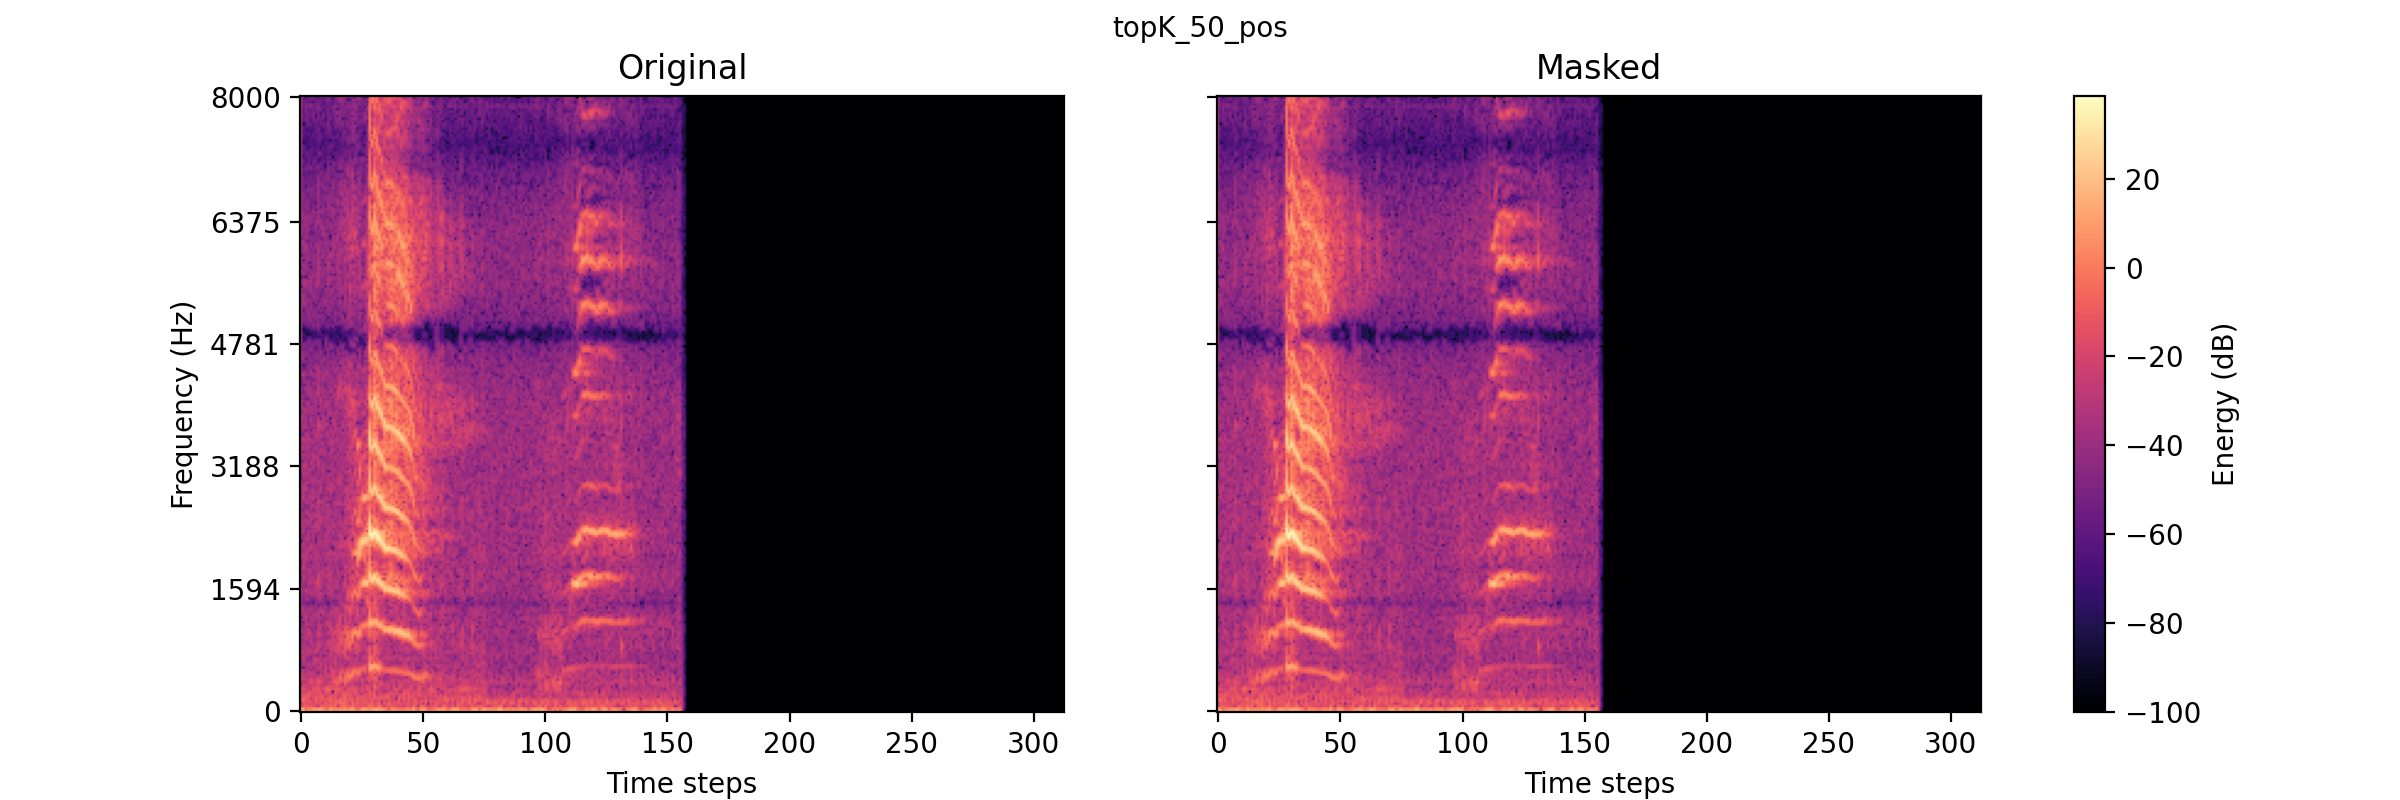 topK_50_pos
Original
Masked
8000
6375
4781
3188
1594
0
Frequency (Hz)
0 50 100 150 200 250 300
Time steps
0 50 100 150 200 250 300
Time steps
20
0
−20
−40
−60
−80
−100
Energy (dB)